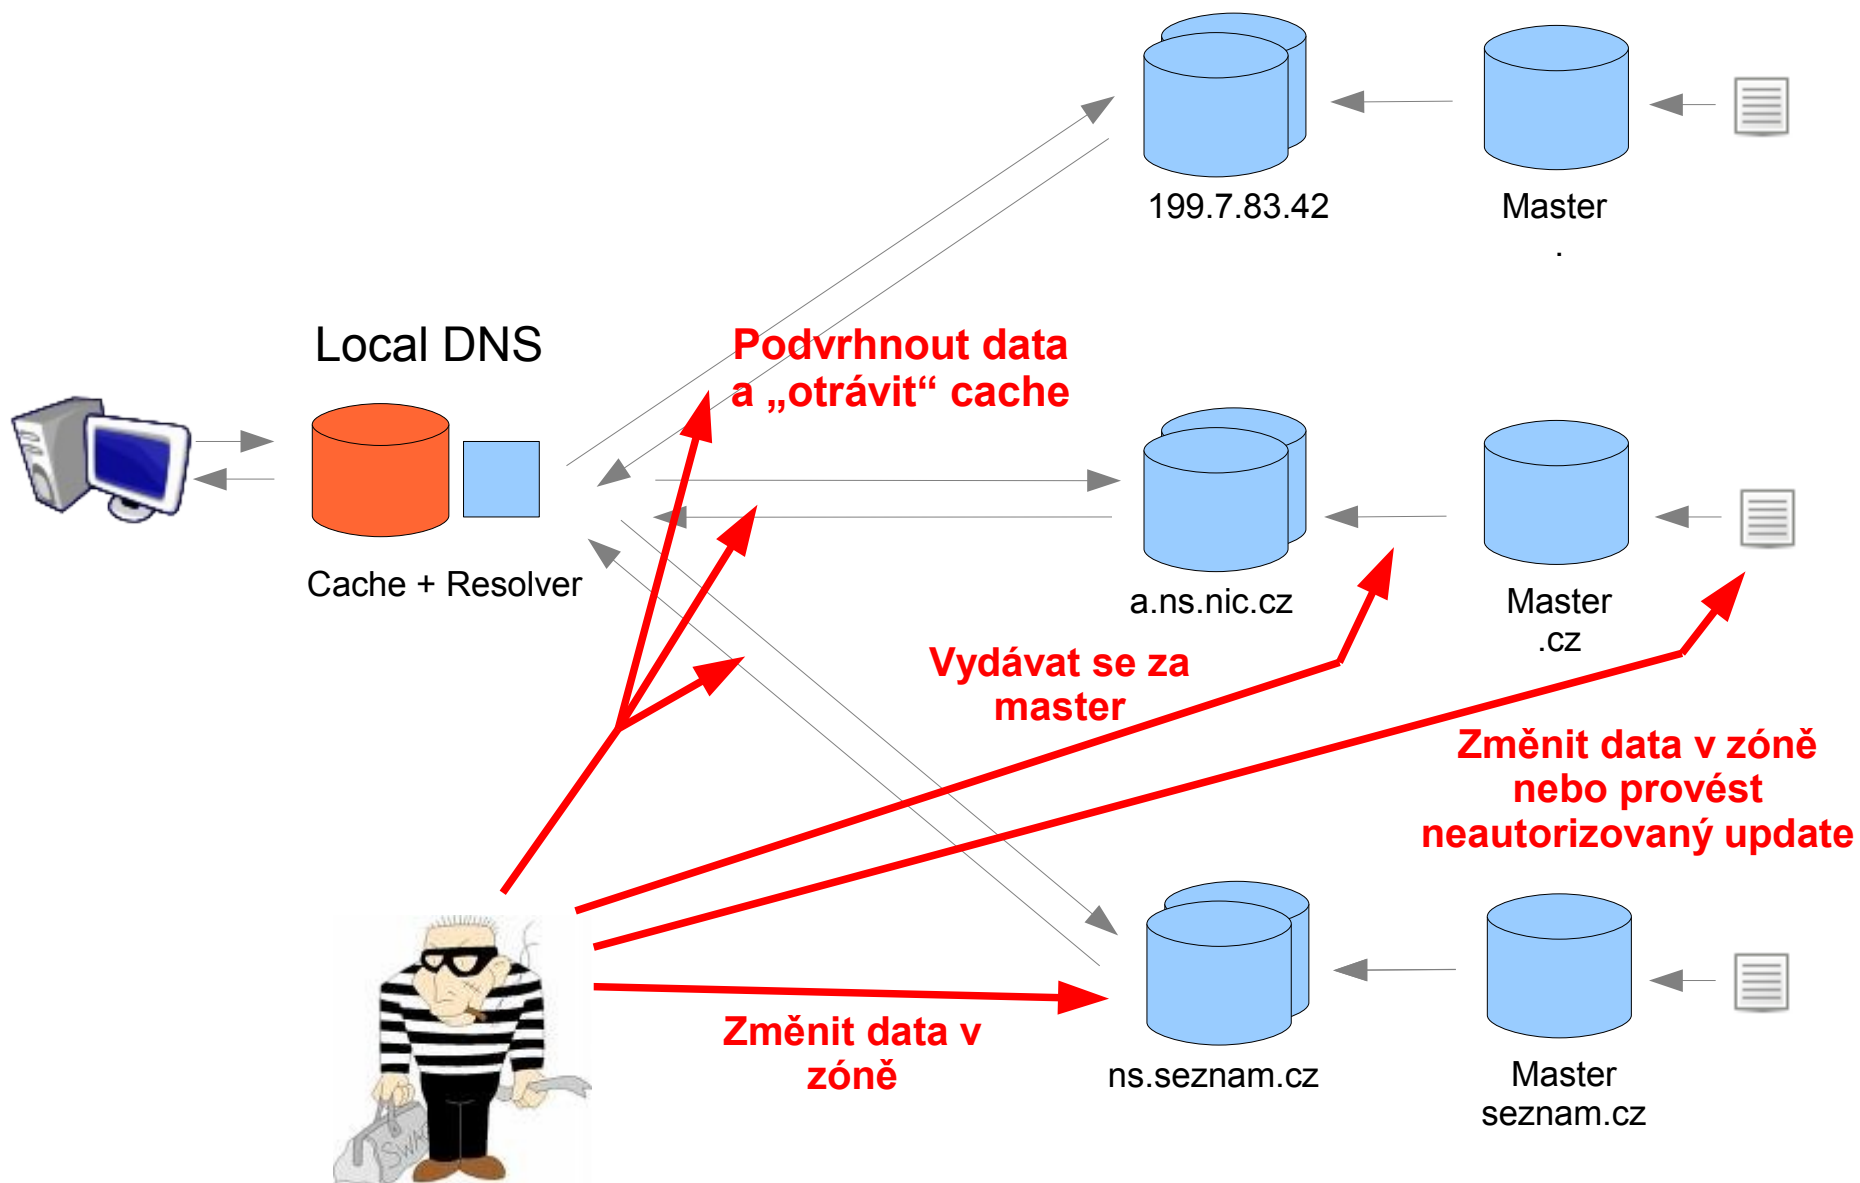 199.7.83.42
Master
.
Local DNS
Podvrhnout data
a „otrávit“ cache
Cache + Resolver
a.ns.nic.cz
Master
.cz
Vydávat se za
master
Změnit data v zóně
nebo provést
neautorizovaný update
Změnit data v
zóně
ns.seznam.cz
Master
seznam.cz
SWAG